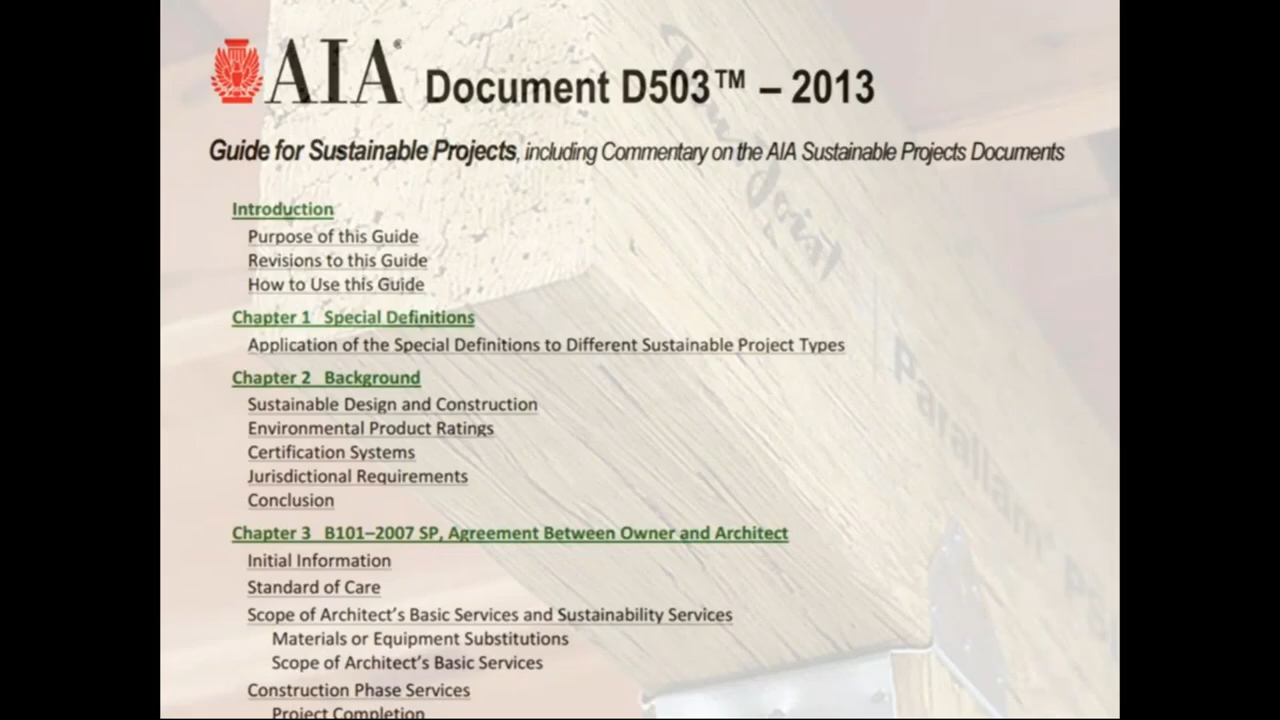 AIA® Document D503™ – 2013
Guide for Sustainable Projects, including Commentary on the AIA Sustainable Projects Documents
Introduction
Purpose of this Guide
Revisions to this Guide
How to Use this Guide
Chapter 1 Special Definitions
Application of the Special Definitions to Different Sustainable Project Types
Chapter 2 Background
Sustainable Design and Construction
Environmental Product Ratings
Certification Systems
Jurisdictional Requirements
Conclusion
Chapter 3 B101–2007 SP, Agreement Between Owner and Architect
Initial Information
Standard of Care
Scope of Architect's Basic Services and Sustainability Services
Materials or Equipment Substitutions
Scope of Architect's Basic Services
Construction Phase Services
Project Completion
TrusJoist
Parallam